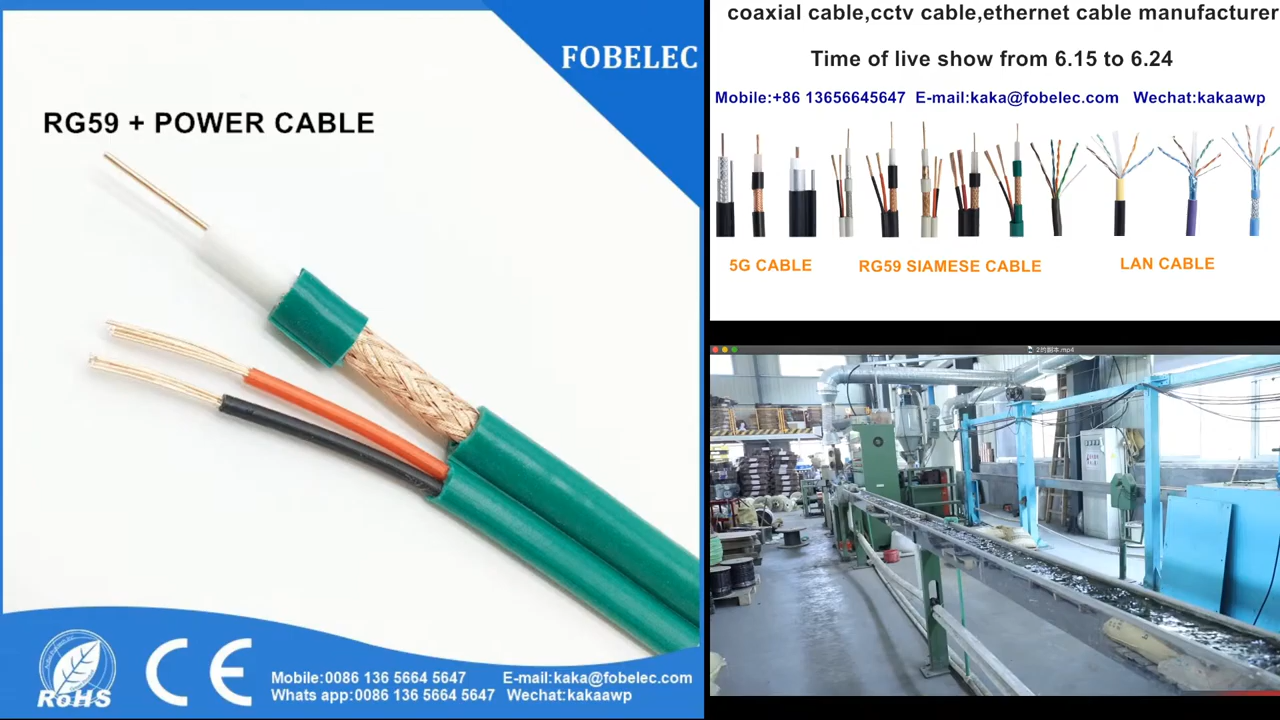 FOBELEC
RG59 + POWER CABLE
RoHS
CE
Mobile:0086 136 5664 5647 E-mail:kaka@fobelec.com
Whats app:0086 136 5664 5647 Wechat:kakaawp
coaxial cable,cctv cable,ethernet cable manufacturer
Time of live show from 6.15 to 6.24
Mobile:+86 13656645647 E-mail:kaka@fobelec.com Wechat:kakaawp
5G CABLE
RG59 SIAMESE CABLE
LAN CABLE